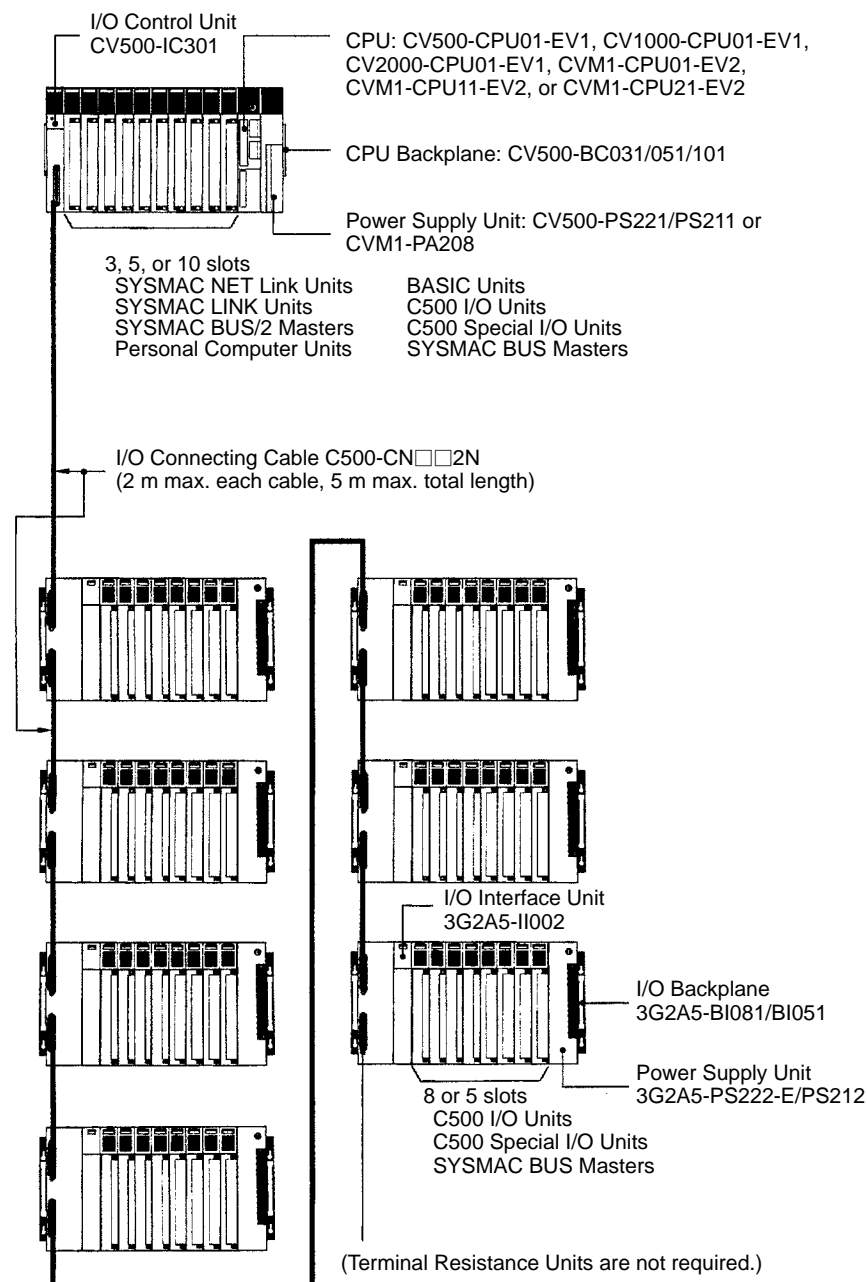 I/O Control Unit
CV500-IC301
CPU: CV500-CPU01-EV1, CV1000-CPU01-EV1,
CV2000-CPU01-EV1, CVM1-CPU01-EV2,
CVM1-CPU11-EV2, or CVM1-CPU21-EV2
CPU Backplane: CV500-BC031/051/101
Power Supply Unit: CV500-PS221/PS211 or
CVM1-PA208
3, 5, or 10 slots
SYSMAC NET Link Units
SYSMAC LINK Units
SYSMAC BUS/2 Masters
Personal Computer Units
BASIC Units
C500 I/O Units
C500 Special I/O Units
SYSMAC BUS Masters
I/O Connecting Cable C500-CN□□2N
(2 m max. each cable, 5 m max. total length)
I/O Interface Unit
3G2A5-II002
I/O Backplane
3G2A5-BI081/BI051
Power Supply Unit
3G2A5-PS222-E/PS212
8 or 5 slots
C500 I/O Units
C500 Special I/O Units
SYSMAC BUS Masters
(Terminal Resistance Units are not required.)